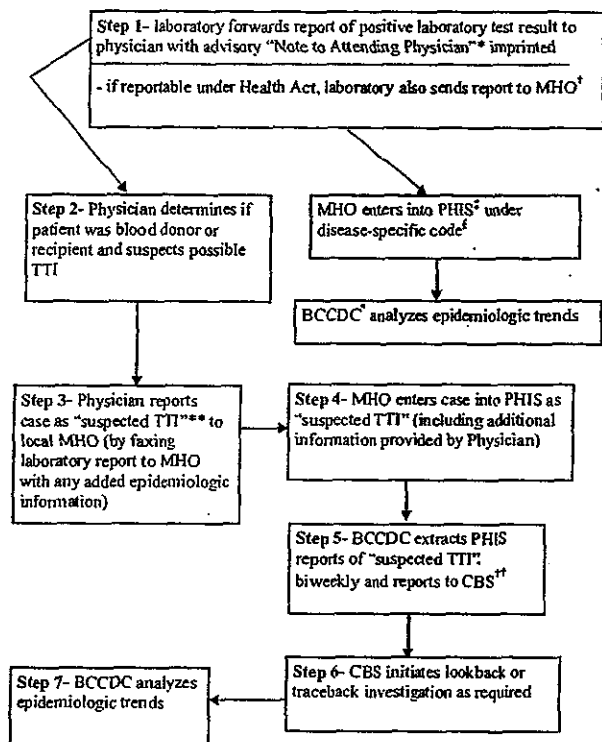 Step 1- laboratory forwards report of positive laboratory test result to
physician with advisory "Note to Attending Physician"* imprinted
- if reportable under Health Act, laboratory also sends report to MHO†
Step 2- Physician determines if
patient was blood donor or
recipient and suspects possible
TTI
MHO enters into PHIS‡ under
disease-specific code§
BCCDC¶ analyzes epidemiologic trends
Step 3- Physician reports
case as "suspected TTI"** to
local MHO (by faxing
laboratory report to MHO
with any added epidemiologic
information)
Step 4- MHO enters case into PHIS as
"suspected TTI" (including additional
information provided by Physician)
Step 5- BCCDC extracts PHIS
reports of "suspected TTI"
biweekly and reports to CBS††
Step 6- CBS initiates lookback or
traceback investigation as required
Step 7- BCCDC analyzes
epidemiologic trends